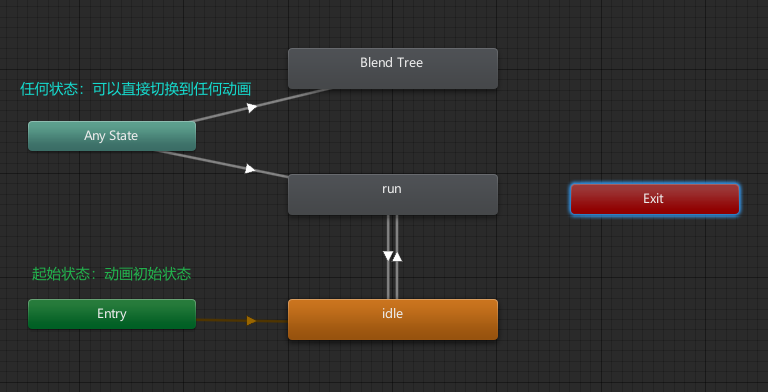 Blend Tree
任何状态：可以直接切换到任何动画
Any State
run
Exit
起始状态：动画初始状态
Entry
idle